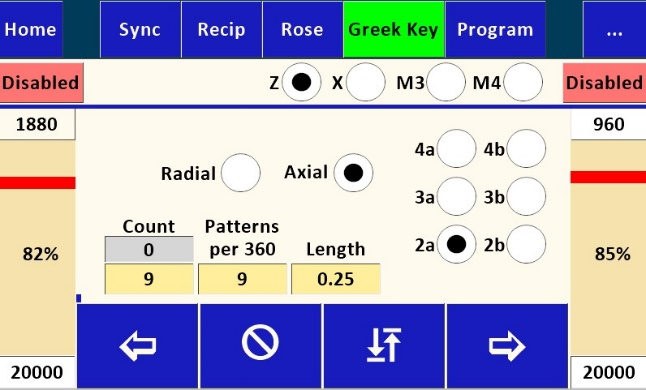 Home Sync Recip Rose Greek Key Program ...
Disabled Z X M3 M4 Disabled
1880 960
4a 4b
Radial Axial
3a 3b
Count Patterns per 360 Length
2a 2b
0
82% 85%
9 9 0.25
20000 20000